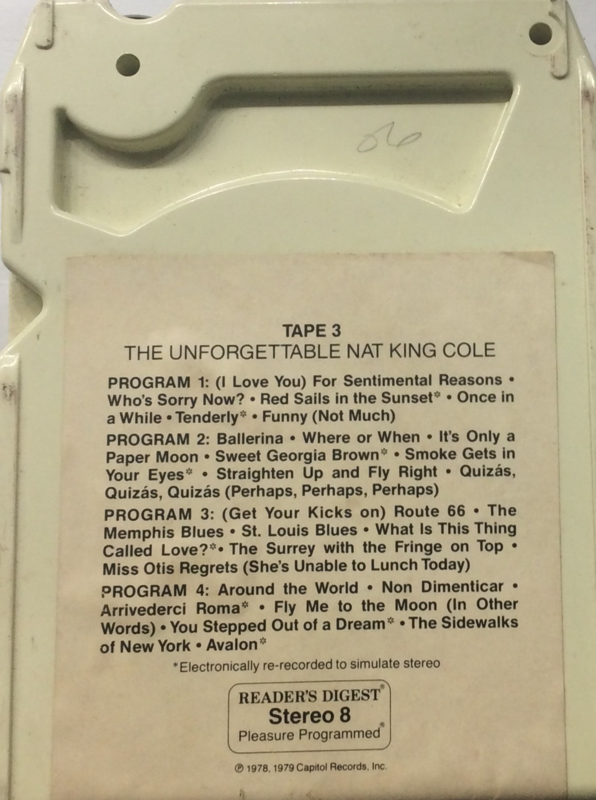 06
TAPE 3
THE UNFORGETTABLE NAT KING COLE
PROGRAM 1: (I Love You) For Sentimental Reasons •
Who's Sorry Now? • Red Sails in the Sunset* • Once in
a While • Tenderly* • Funny (Not Much)
PROGRAM 2: Ballerina • Where or When • It's Only a
Paper Moon • Sweet Georgia Brown* • Smoke Gets in
Your Eyes* • Straighten Up and Fly Right • Quizás,
Quizás, Quizás (Perhaps, Perhaps, Perhaps)
PROGRAM 3: (Get Your Kicks on) Route 66 • The
Memphis Blues • St. Louis Blues • What Is This Thing
Called Love?*• The Surrey with the Fringe on Top •
Miss Otis Regrets (She's Unable to Lunch Today)
PROGRAM 4: Around the World • Non Dimenticar •
Arrivederci Roma* • Fly Me to the Moon (In Other
Words) • You Stepped Out of a Dream* • The Sidewalks
of New York • Avalon*
*Electronically re-recorded to simulate stereo
READER'S DIGEST®
Stereo 8
Pleasure Programmed®
℗ 1978, 1979 Capitol Records, Inc.